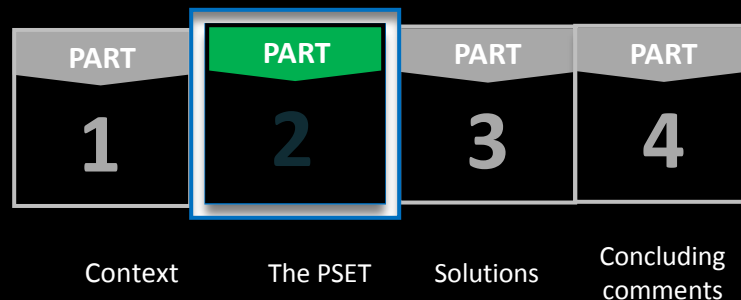 PART PART PART PART
1 2 3 4
Context The PSET Solutions Concluding
comments